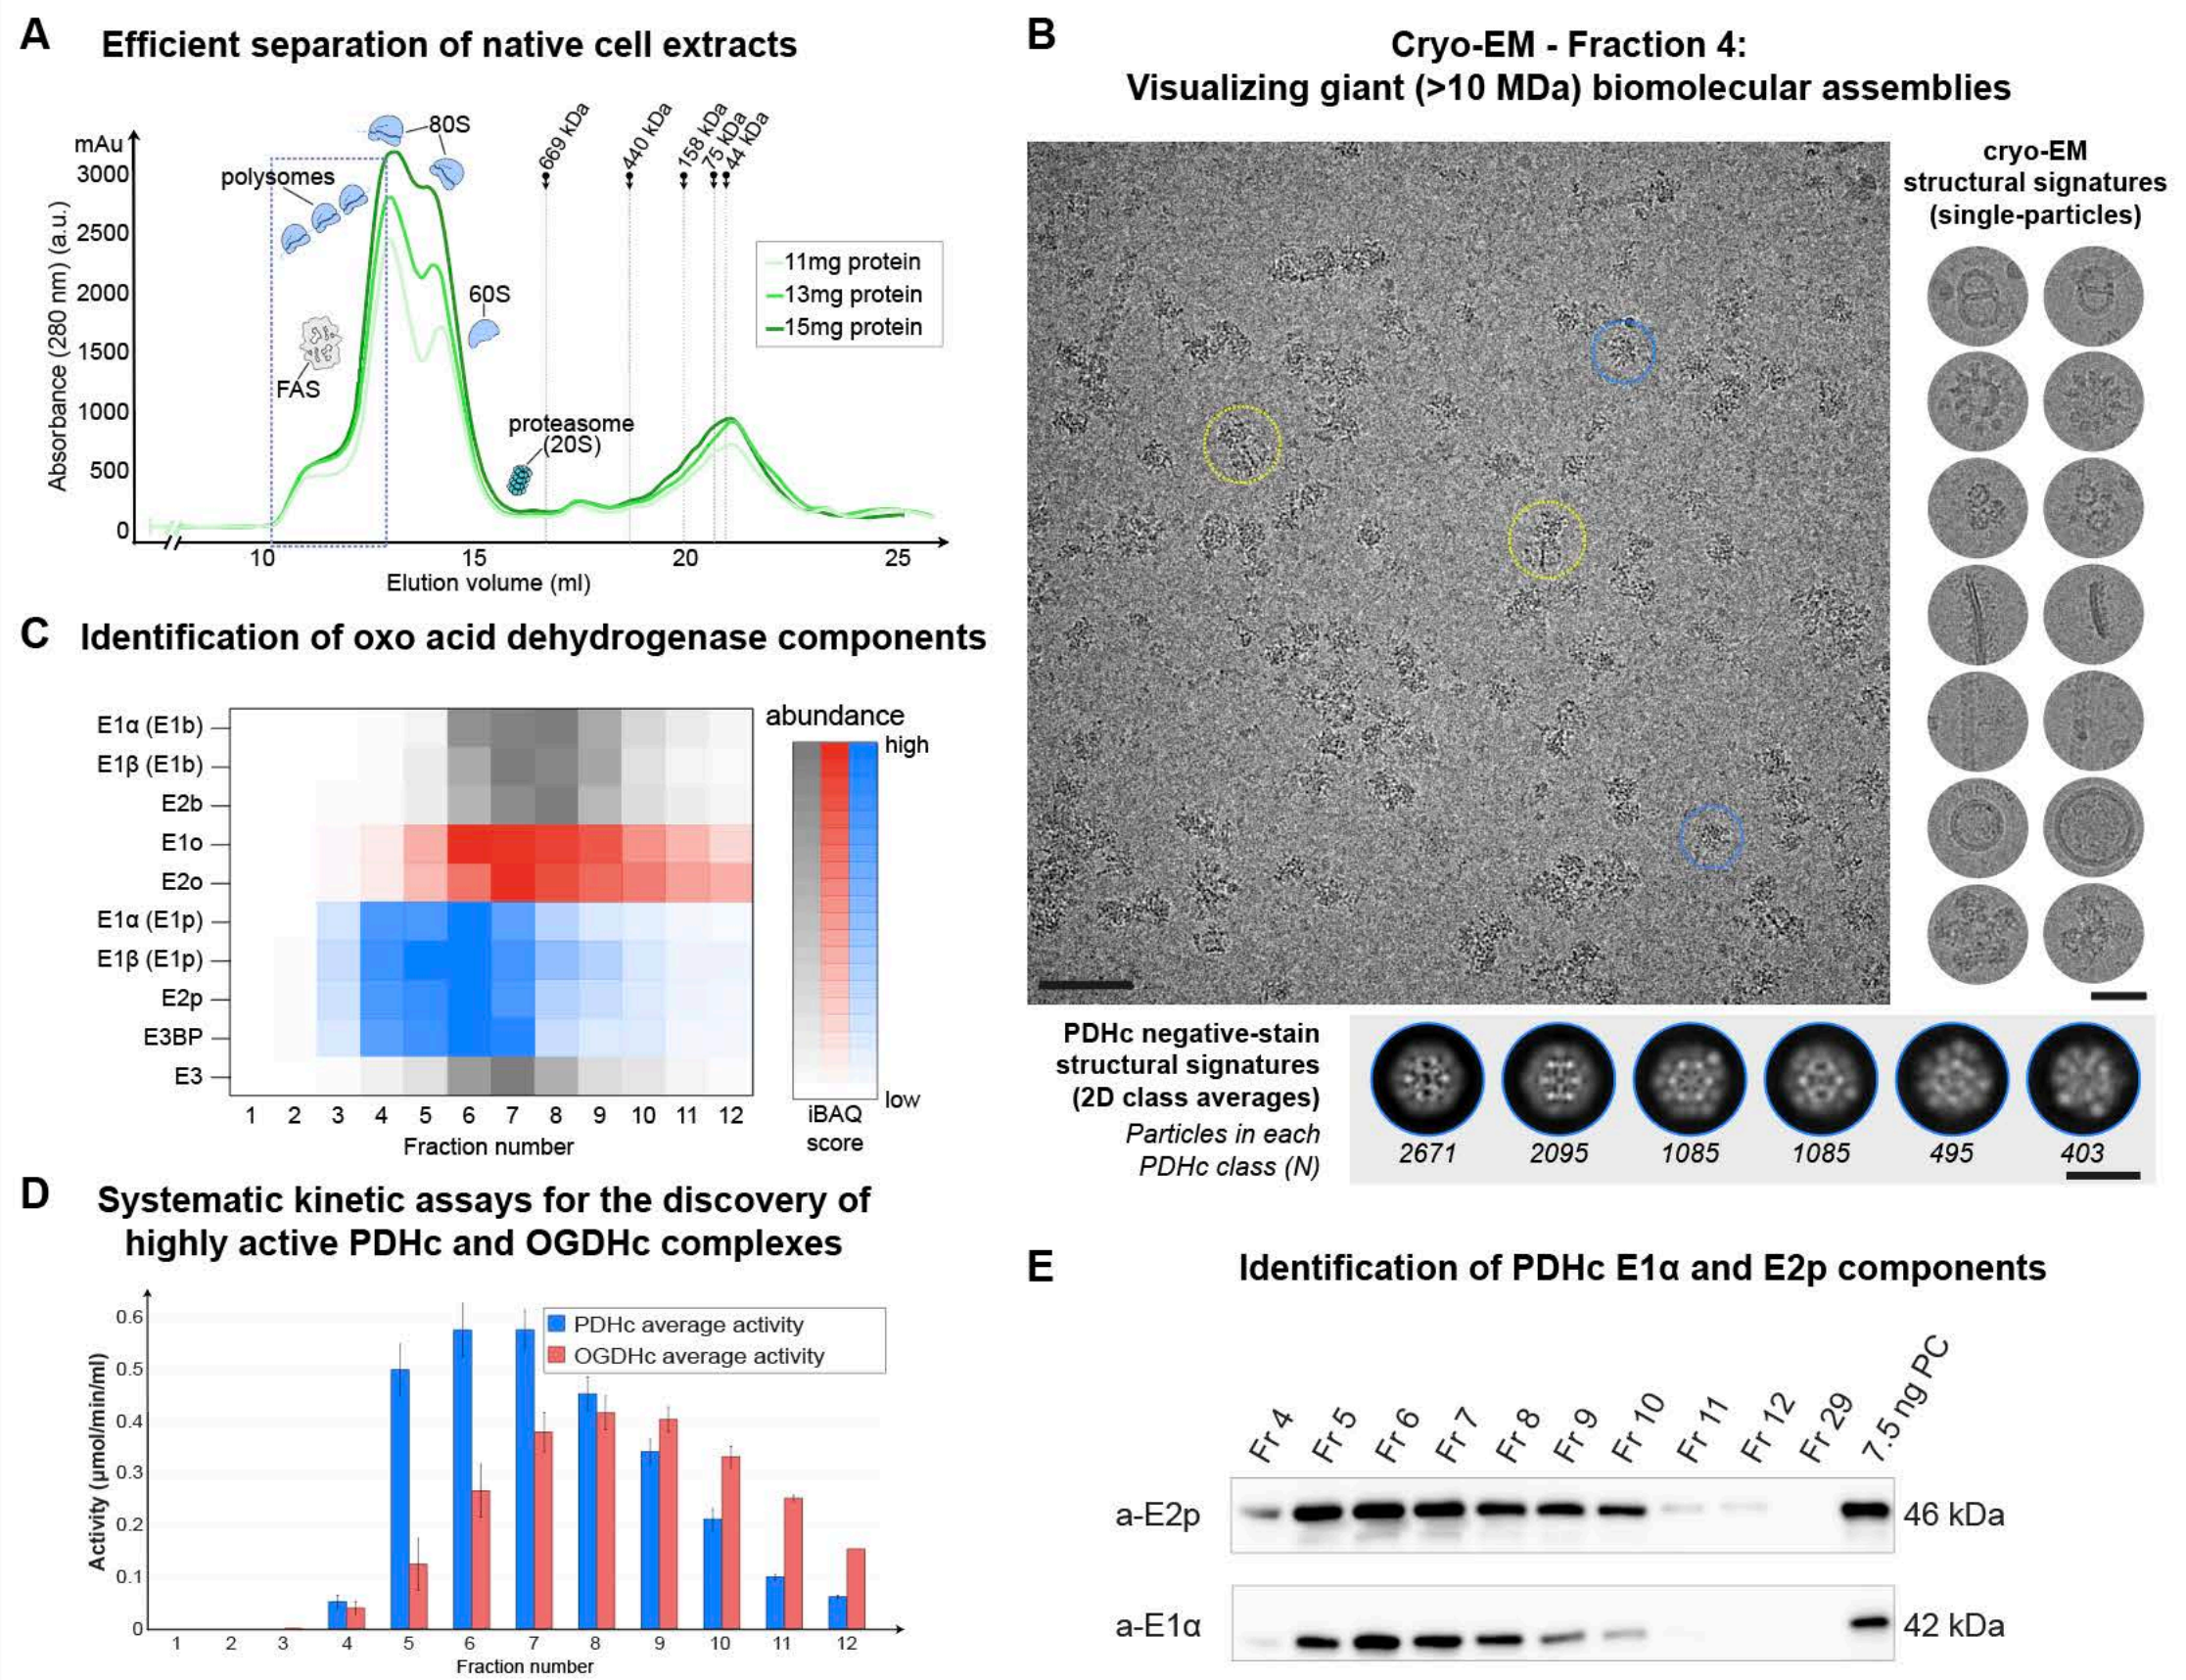 A
Efficient separation of native cell extracts
mAu
3000
2500
2000
1500
1000
500
0
Absorbance (280 nm) (a.u.)
10
15
20
25
Elution volume (ml)
polysomes
80S
60S
FAS
proteasome
(20S)
669 kDa
440 kDa
158 kDa
75 kDa
44 kDa
11mg protein
13mg protein
15mg protein
B
Cryo-EM - Fraction 4:
Visualizing giant (>10 MDa) biomolecular assemblies
cryo-EM
structural signatures
(single-particles)
PDHc negative-stain
structural signatures
(2D class averages)
Particles in each
PDHc class (N)
2671
2095
1085
1085
495
403
C
Identification of oxo acid dehydrogenase components
E1α (E1b)
E1β (E1b)
E2b
E1o
E2o
E1α (E1p)
E1β (E1p)
E2p
E3BP
E3
1 2 3 4 5 6 7 8 9 10 11 12
Fraction number
abundance
high
low
iBAQ
score
D
Systematic kinetic assays for the discovery of
highly active PDHc and OGDHc complexes
Activity (µmol/min/ml)
0.6
0.5
0.4
0.3
0.2
0.1
0
PDHc average activity
OGDHc average activity
1 2 3 4 5 6 7 8 9 10 11 12
Fraction number
E
Identification of PDHc E1α and E2p components
Fr 4
Fr 5
Fr 6
Fr 7
Fr 8
Fr 9
Fr 10
Fr 11
Fr 12
Fr 29
7.5 ng PC
a-E2p
46 kDa
a-E1α
42 kDa